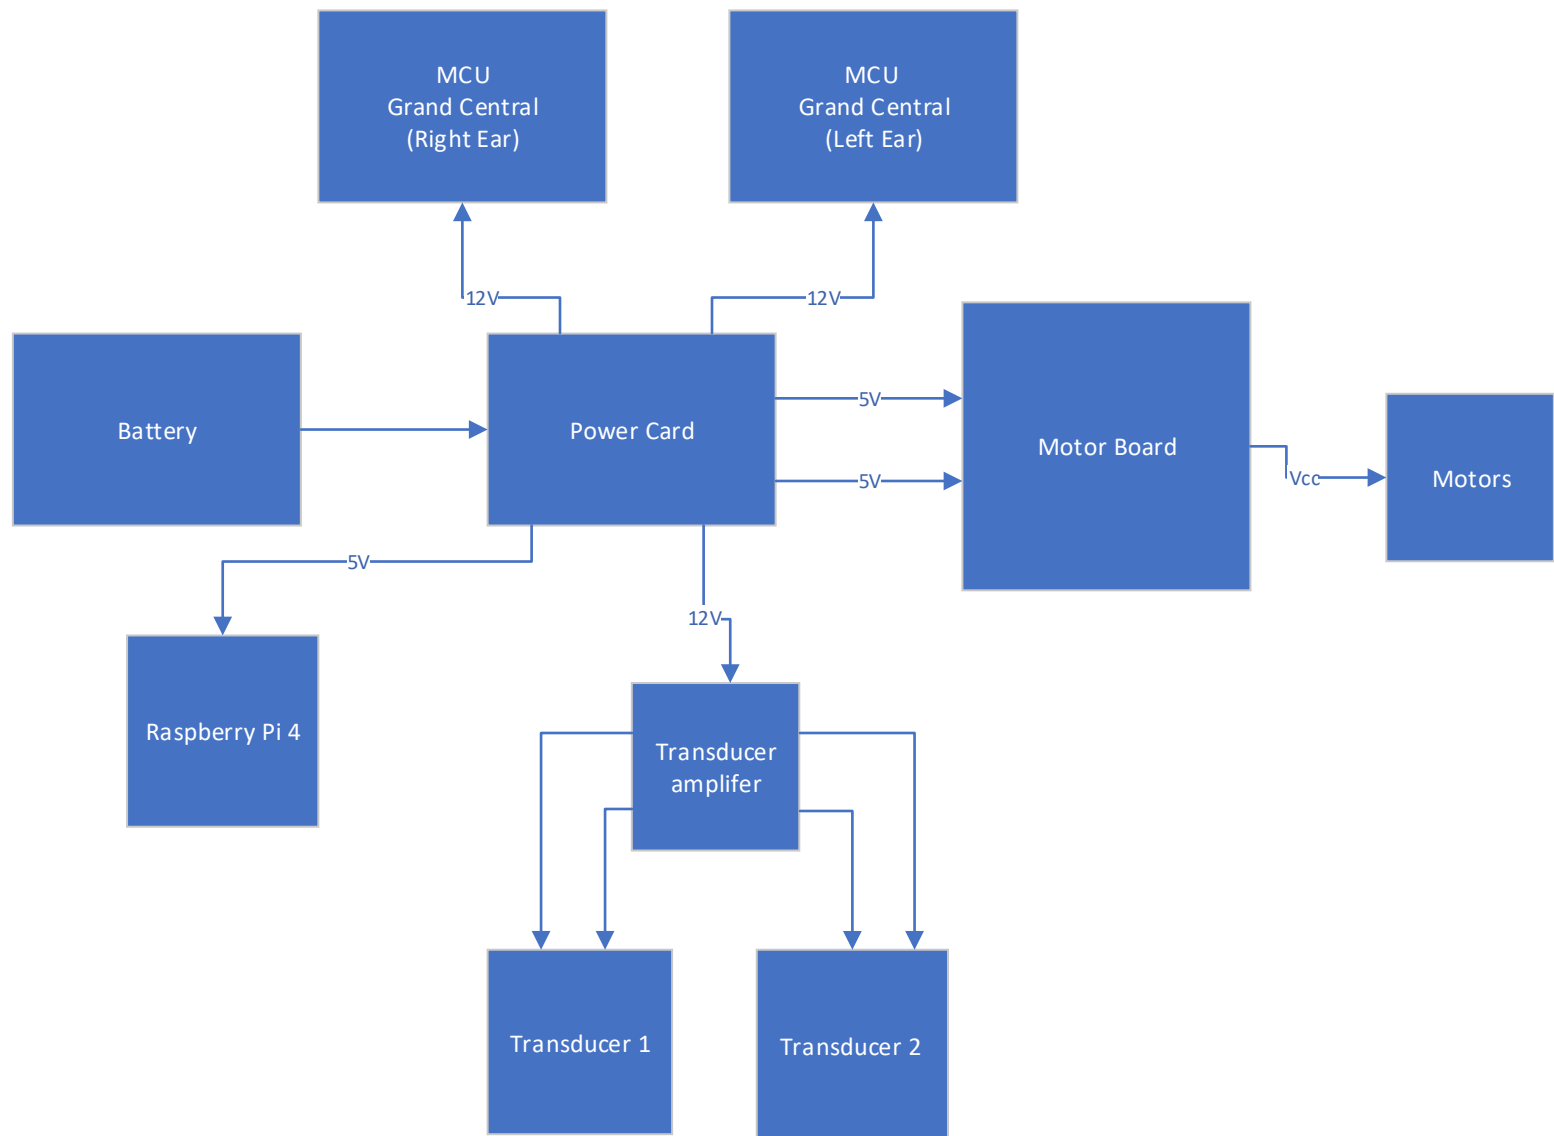 MCU
Grand Central
(Right Ear)
MCU
Grand Central
(Left Ear)
12V
12V
Battery
Power Card
5V
5V
Motor Board
Vcc
Motors
5V
12V
Raspberry Pi 4
Transducer
amplifer
Transducer 1
Transducer 2